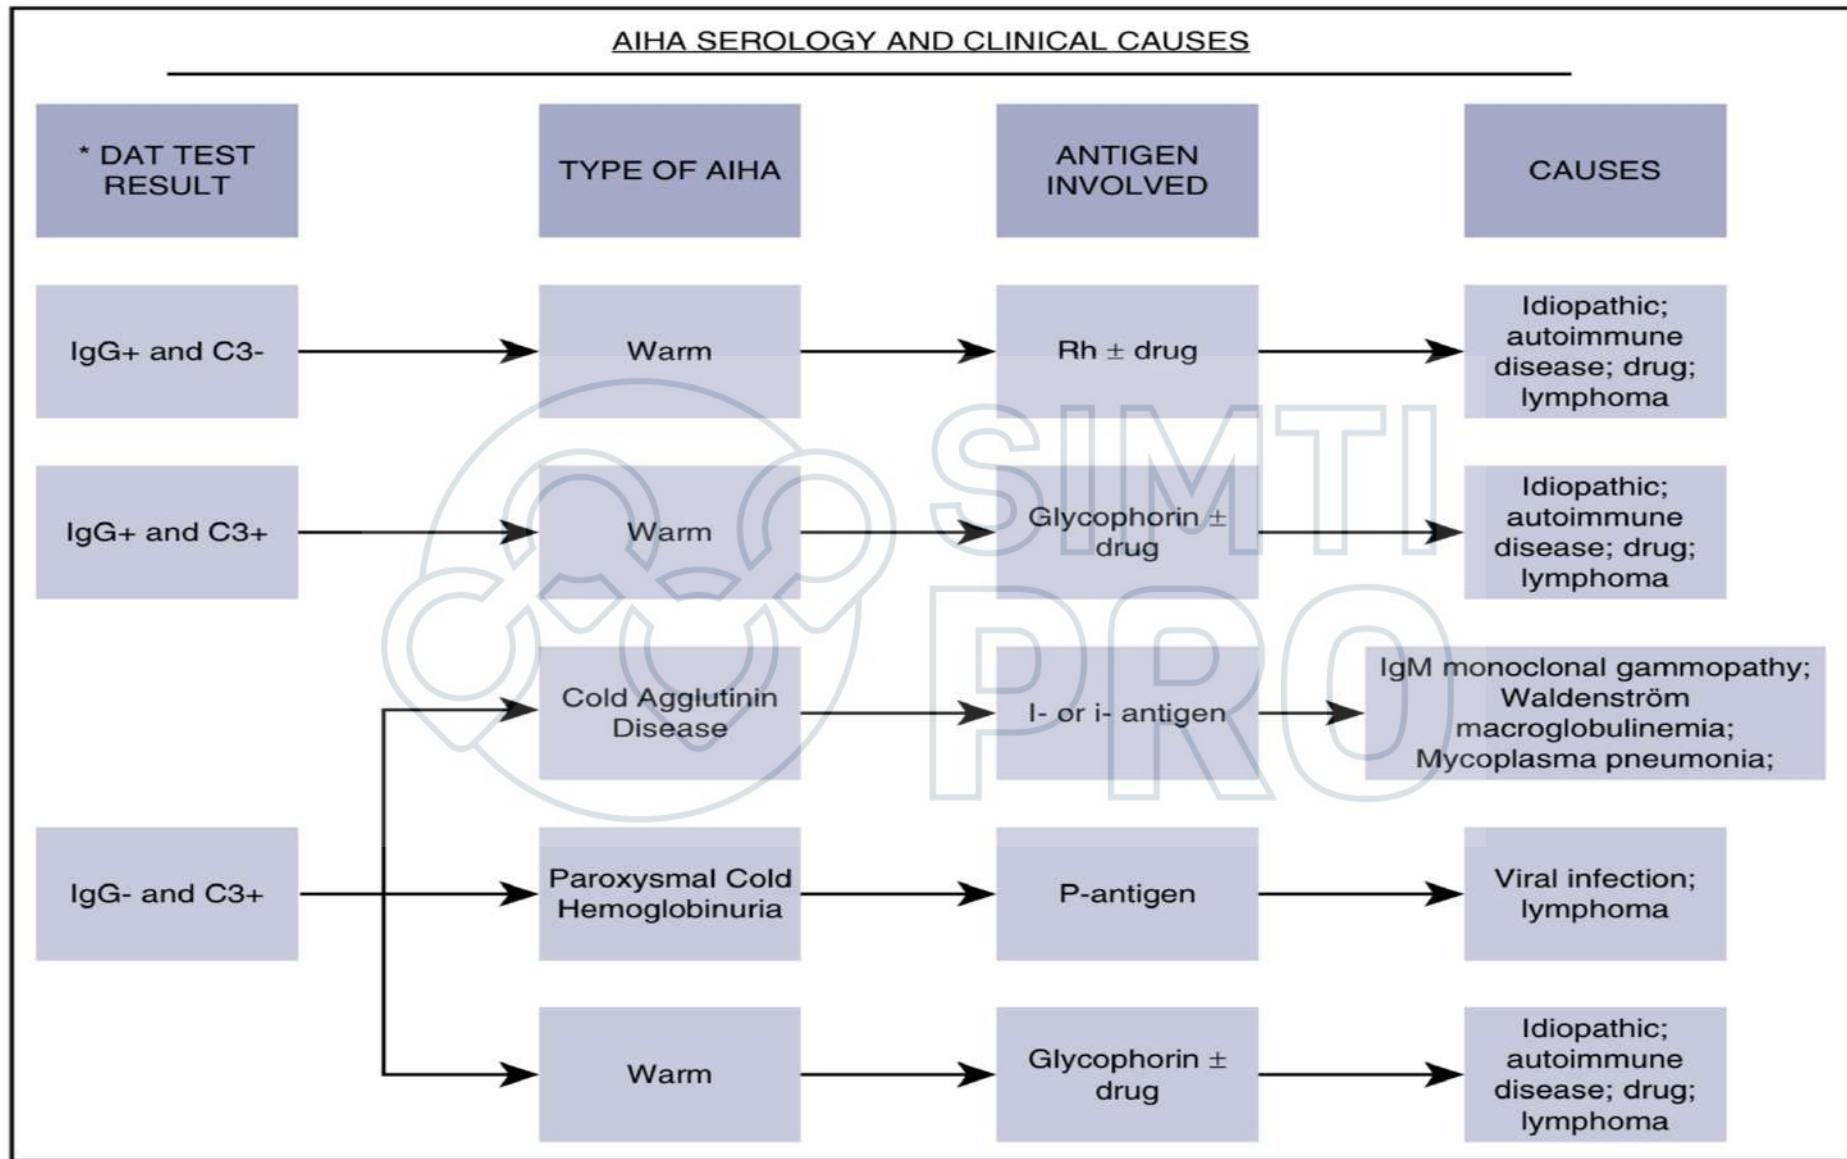 AIHA SEROLOGY AND CLINICAL CAUSES
* DAT TEST
RESULT
TYPE OF AIHA
ANTIGEN
INVOLVED
CAUSES
IgG+ and C3-
Warm
Rh ± drug
Idiopathic;
autoimmune
disease; drug;
lymphoma
IgG+ and C3+
Warm
Glycophorin ±
drug
Idiopathic;
autoimmune
disease; drug;
lymphoma
IgG- and C3+
Cold Agglutinin
Disease
I- or i- antigen
IgM monoclonal gammopathy;
Waldenström
macroglobulinemia;
Mycoplasma pneumonia;
Paroxysmal Cold
Hemoglobinuria
P-antigen
Viral infection;
lymphoma
Warm
Glycophorin ±
drug
Idiopathic;
autoimmune
disease; drug;
lymphoma
SIMTI
PRO